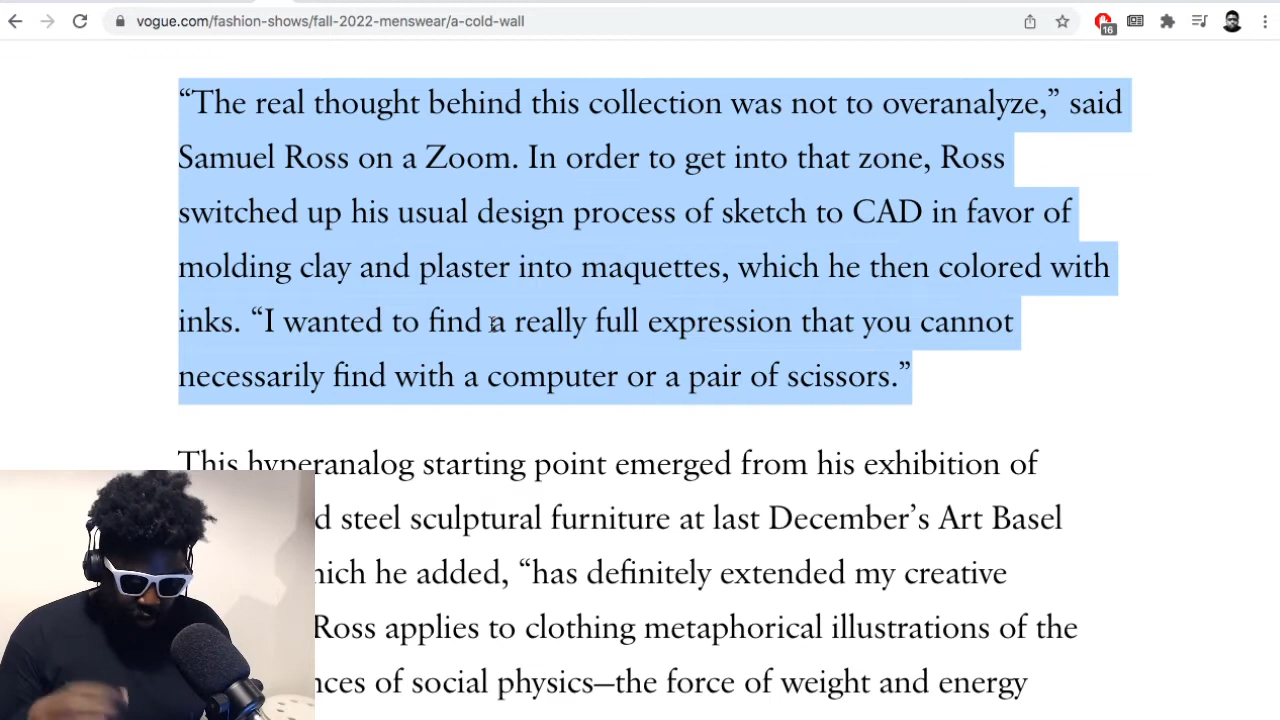 vogue.com/fashion-shows/fall-2022-menswear/a-cold-wall
16
“The real thought behind this collection was not to overanalyze,” said
Samuel Ross on a Zoom. In order to get into that zone, Ross
switched up his usual design process of sketch to CAD in favor of
molding clay and plaster into maquettes, which he then colored with
inks. “I wanted to find a really full expression that you cannot
necessarily find with a computer or a pair of scissors.”
This hyperanalog starting point emerged from his exhibition of
steel sculptural furniture at last December’s Art Basel
he added, “has definitely extended my creative
Ross applies to clothing metaphorical illustrations of the
of social physics—the force of weight and energy